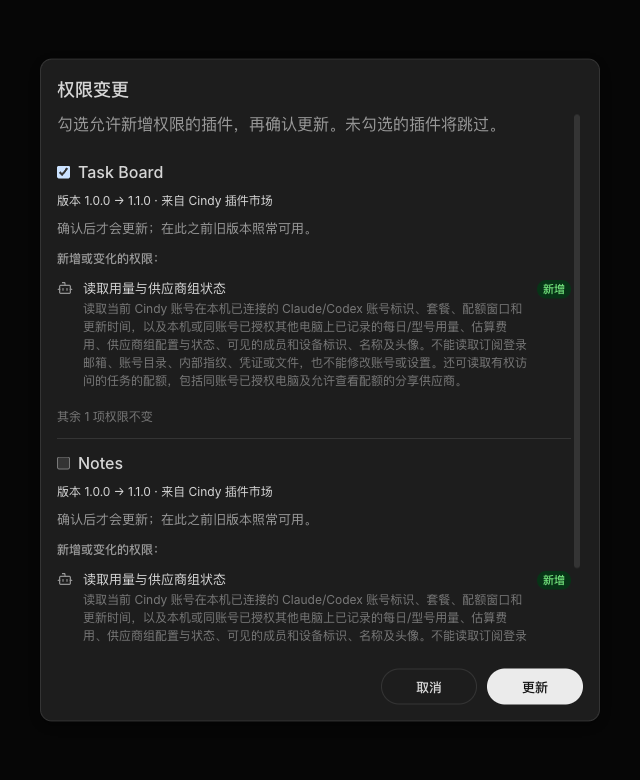 权限变更
勾选允许新增权限的插件，再确认更新。未勾选的插件将跳过。
Task Board
版本 1.0.0 → 1.1.0 · 来自 Cindy 插件市场
确认后才会更新；在此之前旧版本照常可用。
新增或变化的权限：
读取用量与供应商组状态
新增
读取当前 Cindy 账号在本机已连接的 Claude/Codex 账号标识、套餐、配额窗口和
更新时间，以及本机或同账号已授权其他电脑上已记录的每日/型号用量、估算费
用、供应商组配置与状态、可见的成员和设备标识、名称及头像。不能读取订阅登录
邮箱、账号目录、内部指纹、凭证或文件，也不能修改账号或设置。还可读取有权访
问的任务的配额，包括同账号已授权电脑及允许查看配额的分享供应商。
其余 1 项权限不变
Notes
版本 1.0.0 → 1.1.0 · 来自 Cindy 插件市场
确认后才会更新；在此之前旧版本照常可用。
新增或变化的权限：
读取用量与供应商组状态
新增
读取当前 Cindy 账号在本机已连接的 Claude/Codex 账号标识、套餐、配额窗口和
更新时间，以及本机或同账号已授权其他电脑上已记录的每日/型号用量、估算费
用、供应商组配置与状态、可见的成员和设备标识、名称及头像。不能读取订阅登录
取消
更新